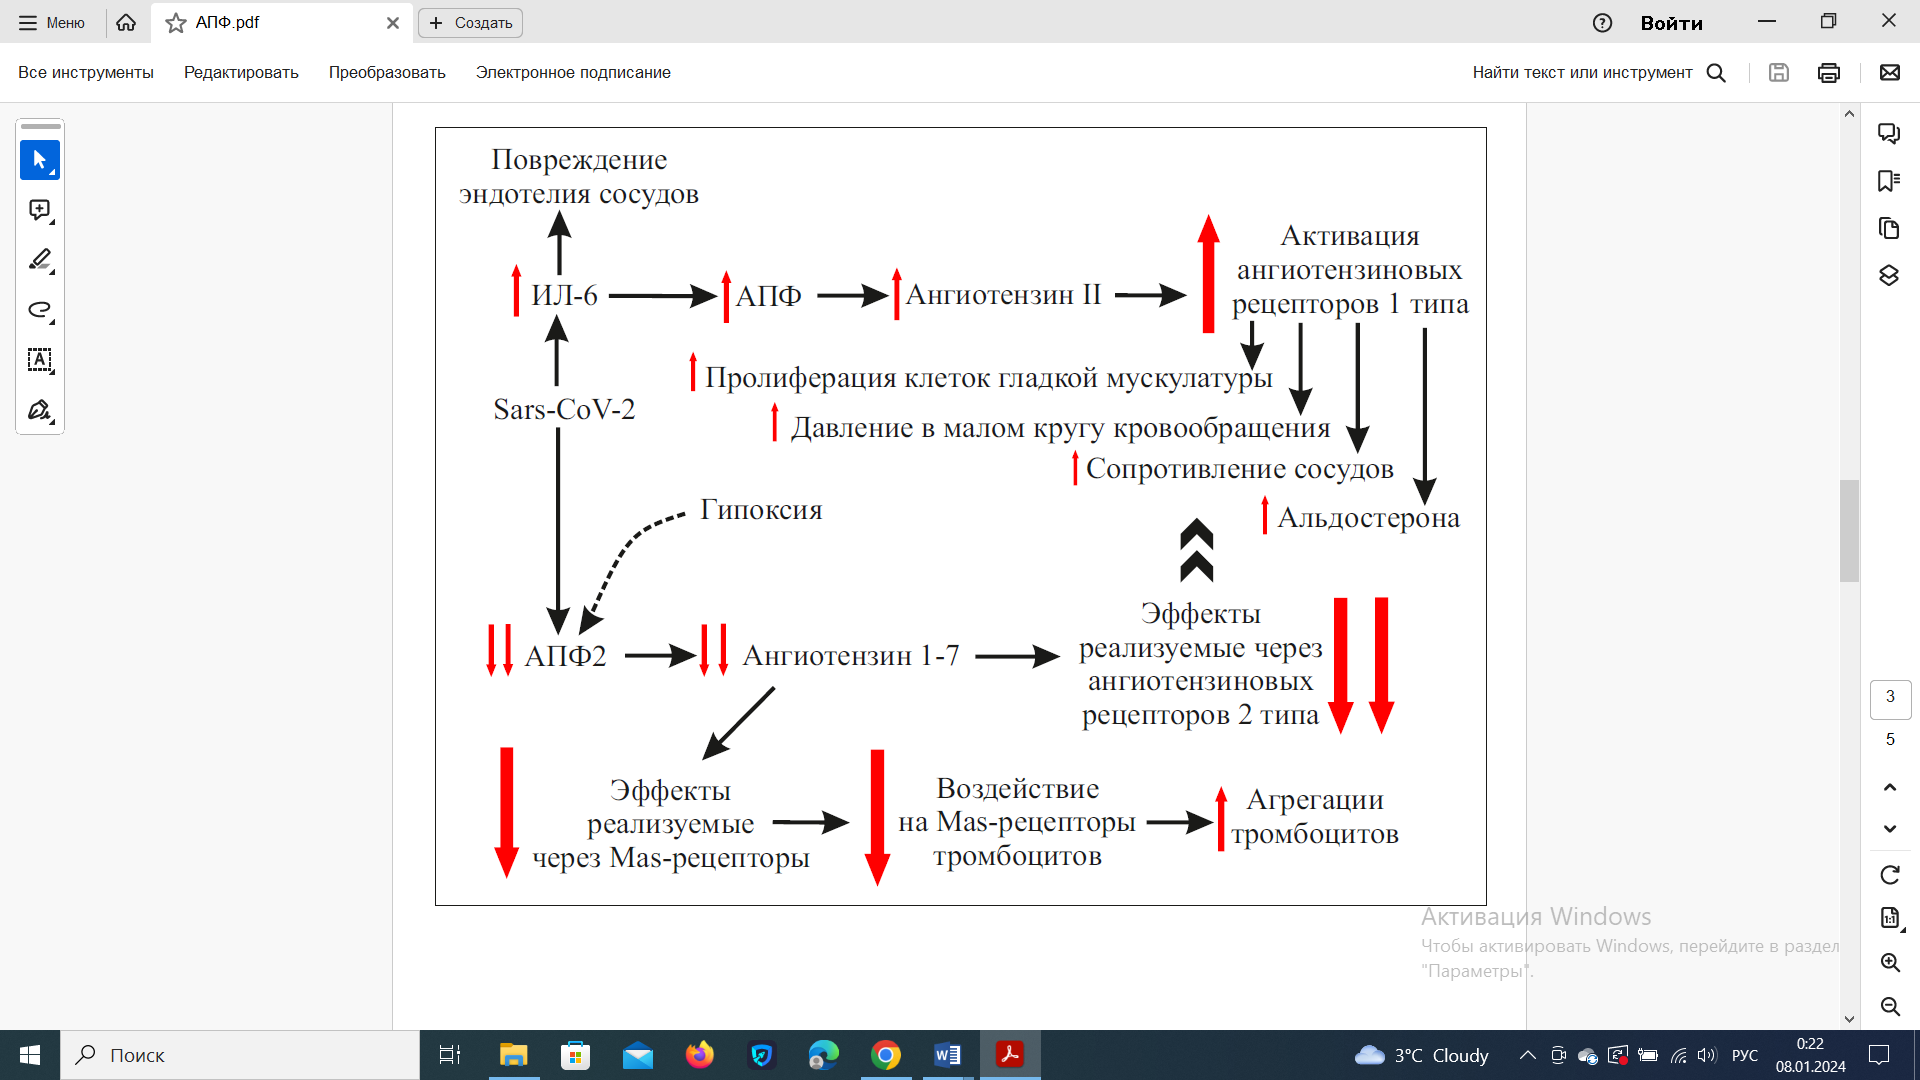 Меню
АПФ.pdf
Создать
Войти
Все инструменты
Редактировать
Преобразовать
Электронное подписание
Найти текст или инструмент
Повреждение
эндотелия сосудов
ИЛ-6
АПФ
Ангиотензин II
Активация
ангиотензиновых
рецепторов 1 типа
Пролиферация клеток гладкой мускулатуры
Sars-CoV-2
Давление в малом кругу кровообращения
Сопротивление сосудов
Гипоксия
Альдостерона
АПФ2
Ангиотензин 1-7
Эффекты
реализуемые через
ангиотензиновых
рецепторов 2 типа
Эффекты
реализуемые
через Mas-рецепторы
Воздействие
на Mas-рецепторы
тромбоцитов
Агрегации
тромбоцитов
3
5
Активация Windows
Чтобы активировать Windows, перейдите в раздел
"Параметры".
Поиск
3°C Cloudy
РУС
0:22
08.01.2024